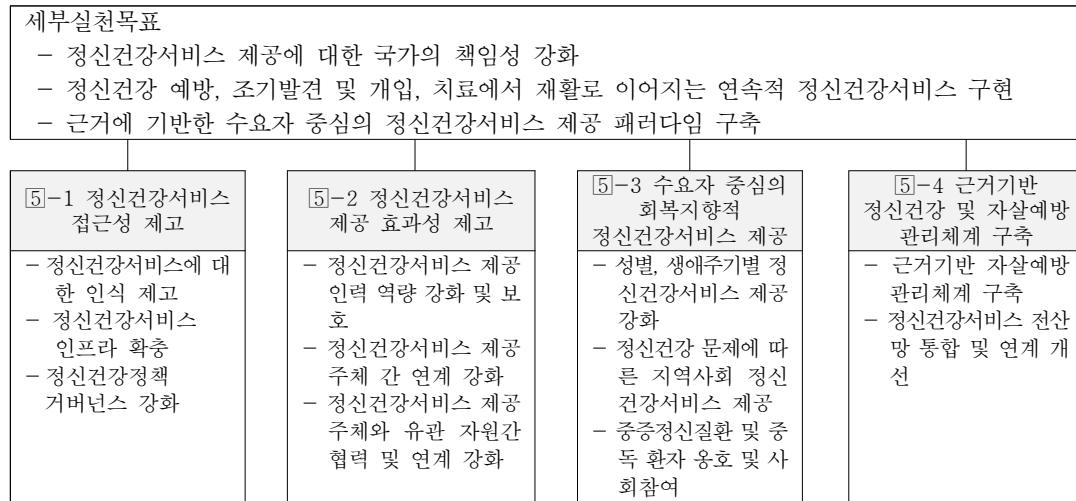 세부실천목표
− 정신건강서비스 제공에 대한 국가의 책임성 강화
− 정신건강 예방, 조기발견 및 개입, 치료에서 재활로 이어지는 연속적 정신건강서비스 구현
− 근거에 기반한 수요자 중심의 정신건강서비스 제공 패러다임 구축
5-1 정신건강서비스
접근성 제고
− 정신건강서비스에 대
한 인식 제고
− 정신건강서비스
인프라 확충
− 정신건강정책
거버넌스 강화
5-2 정신건강서비스
제공 효과성 제고
− 정신건강서비스 제공
인력 역량 강화 및 보
호
− 정신건강서비스 제공
주체 간 연계 강화
− 정신건강서비스 제공
주체와 유관 자원간
협력 및 연계 강화
5-3 수요자 중심의
회복지향적
정신건강서비스 제공
− 성별, 생애주기별 정
신건강서비스 제공
강화
− 정신건강 문제에 따
른 지역사회 정신
건강서비스 제공
− 중증정신질환 및 중
독 환자 옹호 및 사
회참여
5-4 근거기반
정신건강 및 자살예방
관리체계 구축
− 근거기반 자살예방
관리체계 구축
− 정신건강서비스 전산
망 통합 및 연계 개
선